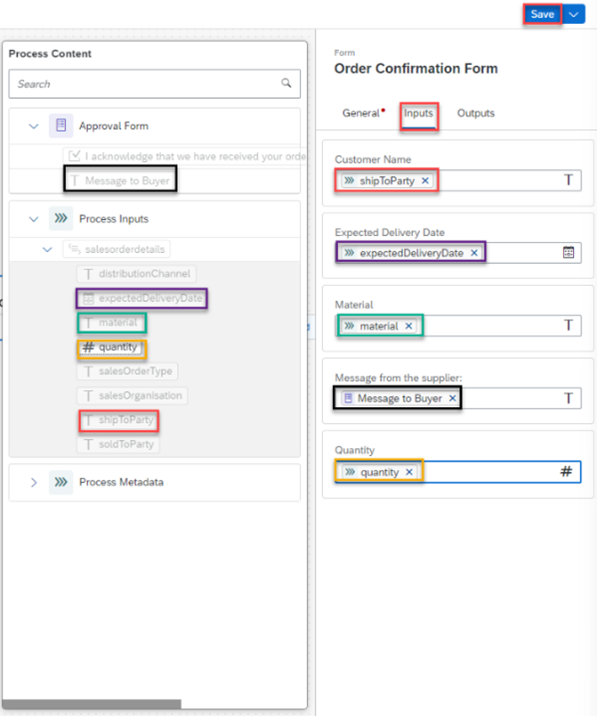 Save
Process Content
Search
Approval Form
I acknowledge that we have received your orde
Message to Buyer
Process Inputs
salesorderdetails
distributionChannel
expectedDeliveryDate
material
quantity
salesOrderType
salesOrganisation
shipToParty
soldToParty
Process Metadata
Form
Order Confirmation Form
General Inputs Outputs
Customer Name
shipToParty
Expected Delivery Date
expectedDeliveryDate
Material
material
Message from the supplier:
Message to Buyer
Quantity
quantity